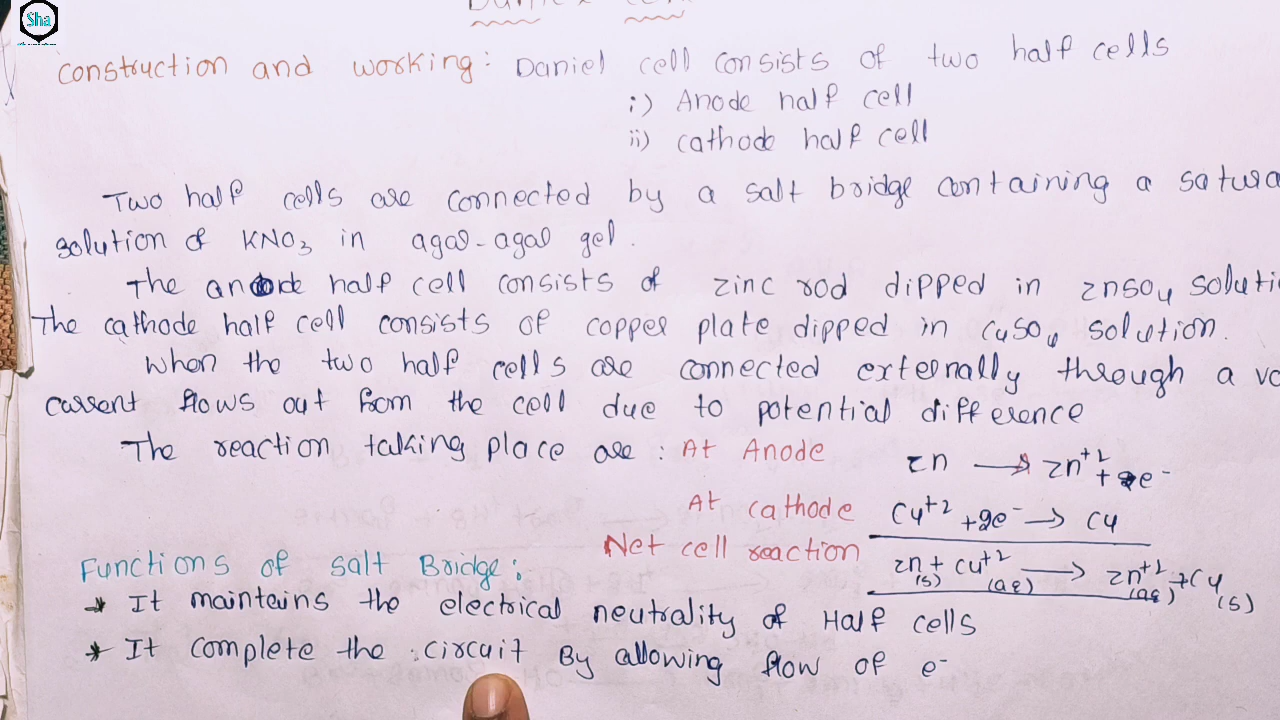 Sha
Construction and working: Daniel cell consists of two half cells
i) Anode half cell
ii) cathode half cell
Two half cells are connected by a salt bridge containing a satura
solution of KNO3 in agar-agar gel.
The anode half cell consists of zinc rod dipped in ZnSO4 soluti
The cathode half cell consists of copper plate dipped in CuSO4 solution.
When the two half cells are connected externally through a vo
current flows out from the cell due to potential difference
The reaction taking place are: At Anode Zn → Zn+2 + 2e-
At cathode Cu+2 + 2e- → Cu
Net cell reaction Zn(s) + Cu+2(aq) → Zn+2(aq) + Cu(s)
Functions of salt Bridge:
→ It maintains the electrical neutrality of Half cells
→ It complete the circuit By allowing flow of e-